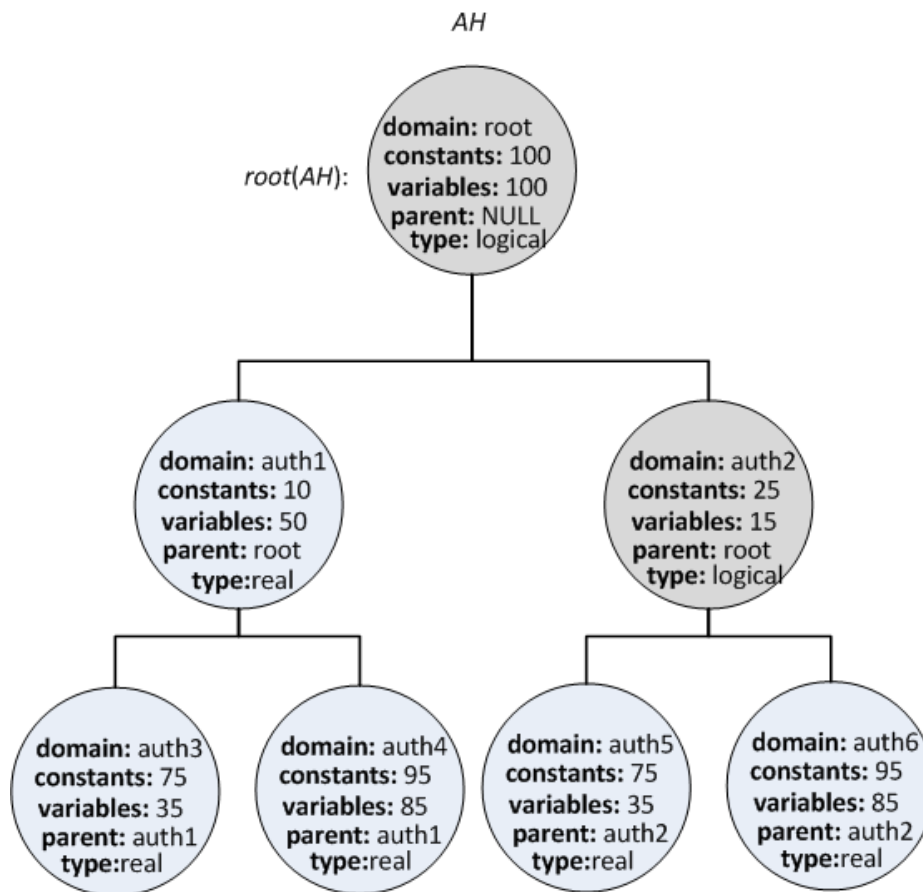 AH
root(AH):
domain: root
constants: 100
variables: 100
parent: NULL
type: logical
domain: auth1
constants: 10
variables: 50
parent: root
type:real
domain: auth2
constants: 25
variables: 15
parent: root
type: logical
domain: auth3
constants: 75
variables: 35
parent: auth1
type:real
domain: auth4
constants: 95
variables: 85
parent: auth1
type:real
domain: auth5
constants: 75
variables: 35
parent: auth2
type:real
domain: auth6
constants: 95
variables: 85
parent: auth2
type:real